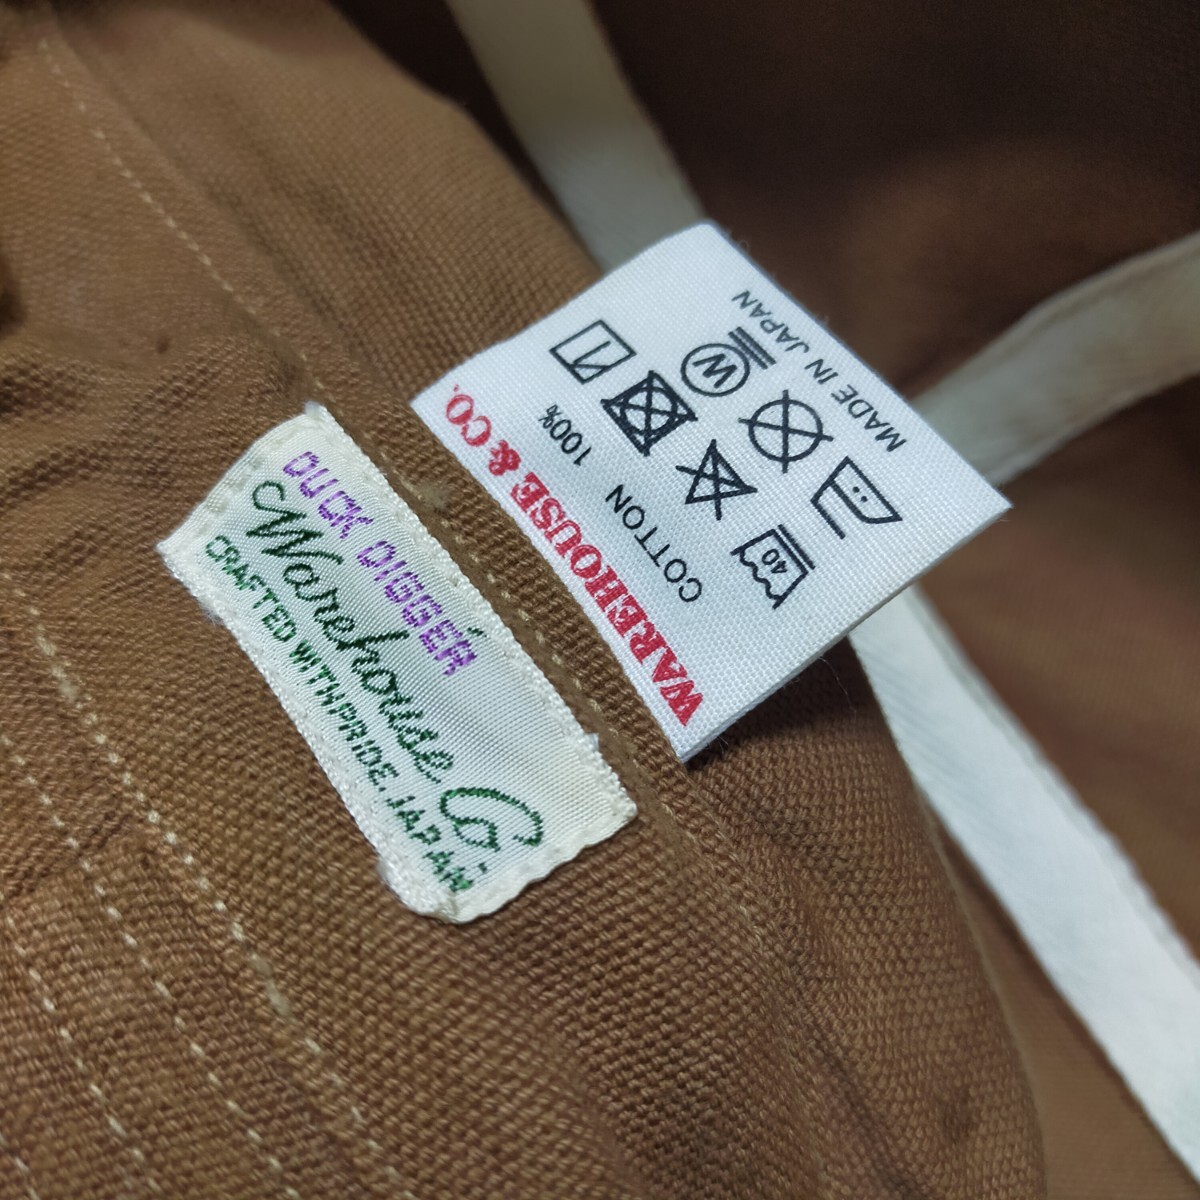 DUCK DIGGER
Warehouse Co.
CRAFTED WITH PRIDE. JAPAN
WAREHOUSE & CO.
COTTON 100%
40
W
MADE IN JAPAN